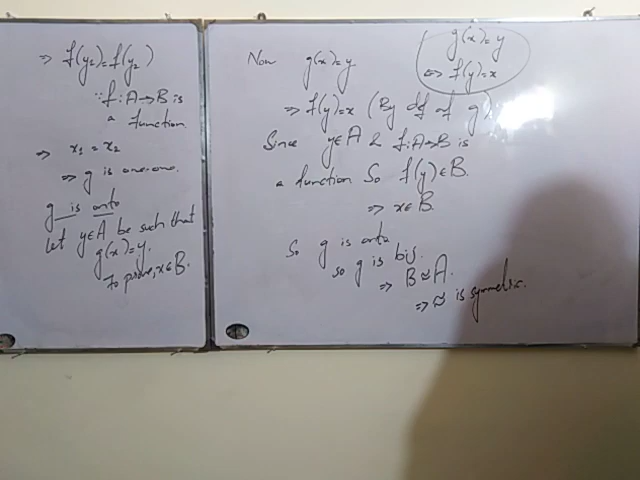 ⇒ f(y₂)=f(y₂)
∵ f:A→B is
a function.
⇒ x₁ = x₂
⇒ g is one-one.
g is onto
Let y∈A be such that
g(x)=y.
To prove, x∈B.
g(x)=y
⇔ f(y)=x
Now g(x)=y
⇒ f(y)=x (By def of g)
Since y∈A & f:A→B is
a function So f(y)∈B.
⇒ x∈B.
So g is onto
so g is bij.
⇒ B≈A.
⇒ ≈ is symmetric.